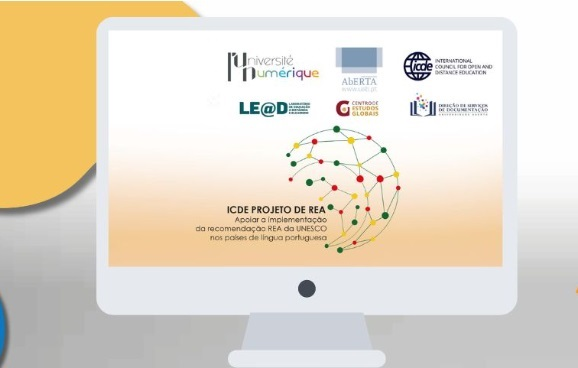 l'Université
Numérique
AbERTA
www.uab.pt
icde
INTERNATIONAL
COUNCIL FOR OPEN AND
DISTANCE EDUCATION
LE@D
CENTRO DE
ESTUDOS
GLOBAIS
DIREÇÃO DE SERVIÇOS
DE DOCUMENTAÇÃO
UNIVERSIDADE ABERTA
ICDE PROJETO DE REA
Apoiar a implementação
da recomendação REA da UNESCO
nos países de língua portuguesa